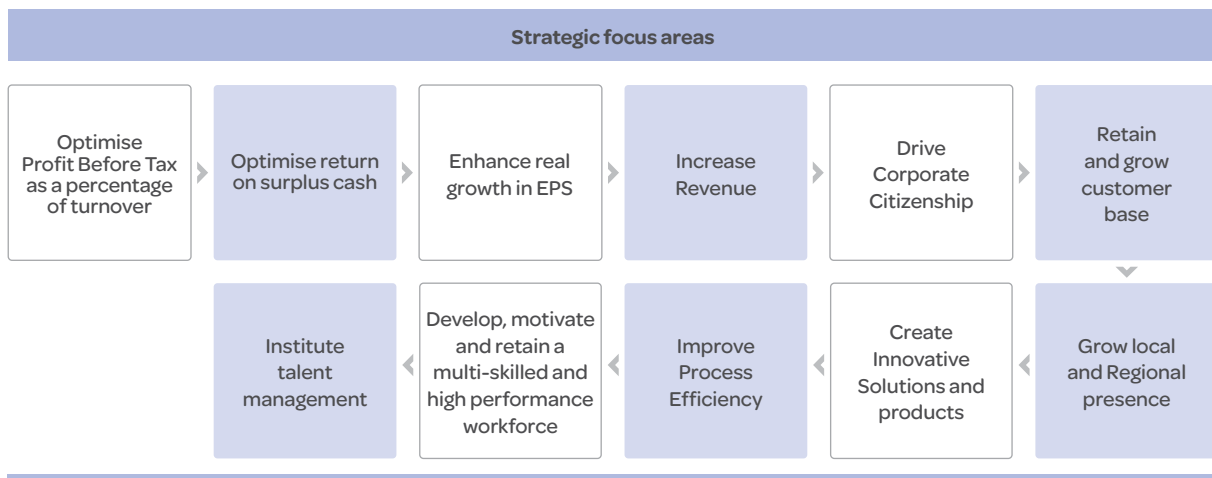 Strategic focus areas
Optimise
Profit Before Tax
as a percentage
of turnover
Optimise return
on surplus cash
Enhance real
growth in EPS
Increase
Revenue
Drive
Corporate
Citizenship
Retain
and grow
customer
base
Grow local
and Regional
presence
Create
Innovative
Solutions and
products
Improve
Process
Efficiency
Develop, motivate
and retain a
multi-skilled and
high performance
workforce
Institute
talent
management